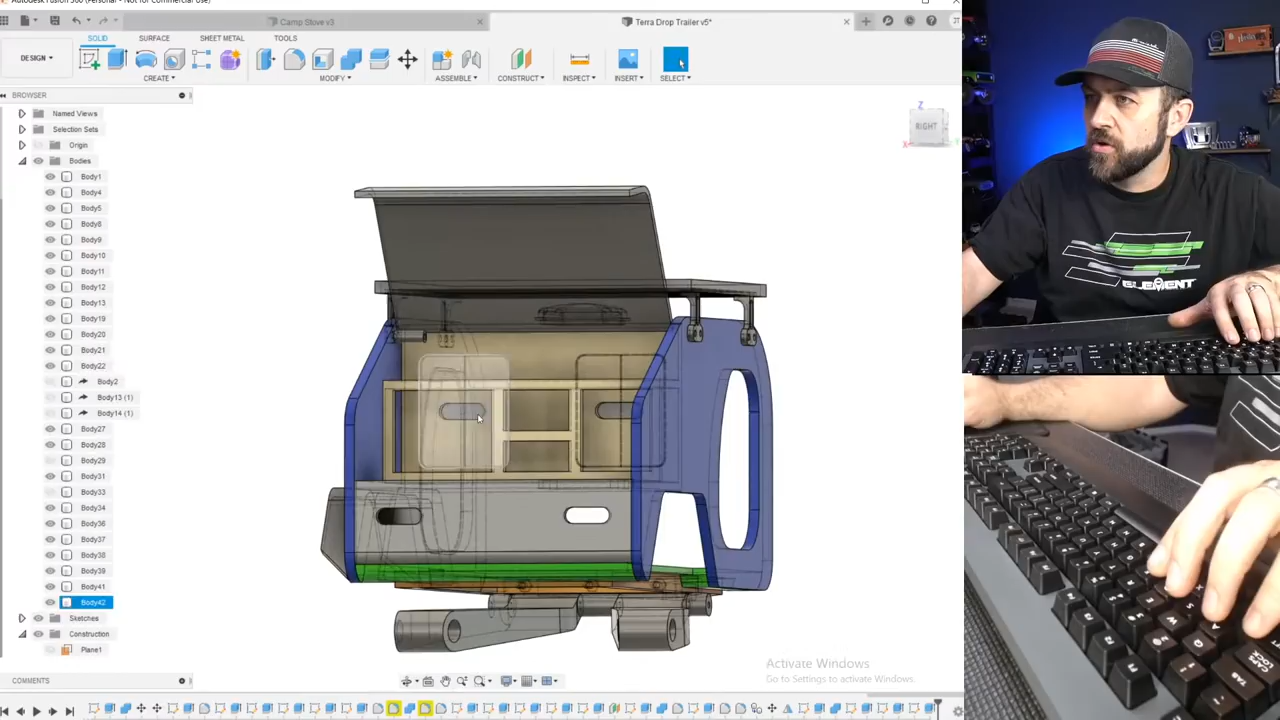 Autodesk Fusion 360 (Personal - Not for Commercial Use)
Camp Stove v3
Terra Drop Trailer v5*
DESIGN
SOLID
SURFACE
SHEET METAL
TOOLS
CREATE
MODIFY
ASSEMBLE
CONSTRUCT
INSPECT
INSERT
SELECT
BROWSER
Named Views
Selection Sets
Origin
Bodies
Body1
Body4
Body5
Body8
Body9
Body10
Body11
Body12
Body13
Body19
Body20
Body21
Body22
Body2
Body13 (1)
Body14 (1)
Body27
Body28
Body29
Body31
Body33
Body34
Body36
Body37
Body38
Body39
Body41
Body42
Sketches
Construction
Plane1
COMMENTS
Z
RIGHT
X
Y
Activate Windows
Go to Settings to activate Windows.
ELEMENT
CAPS LOCK